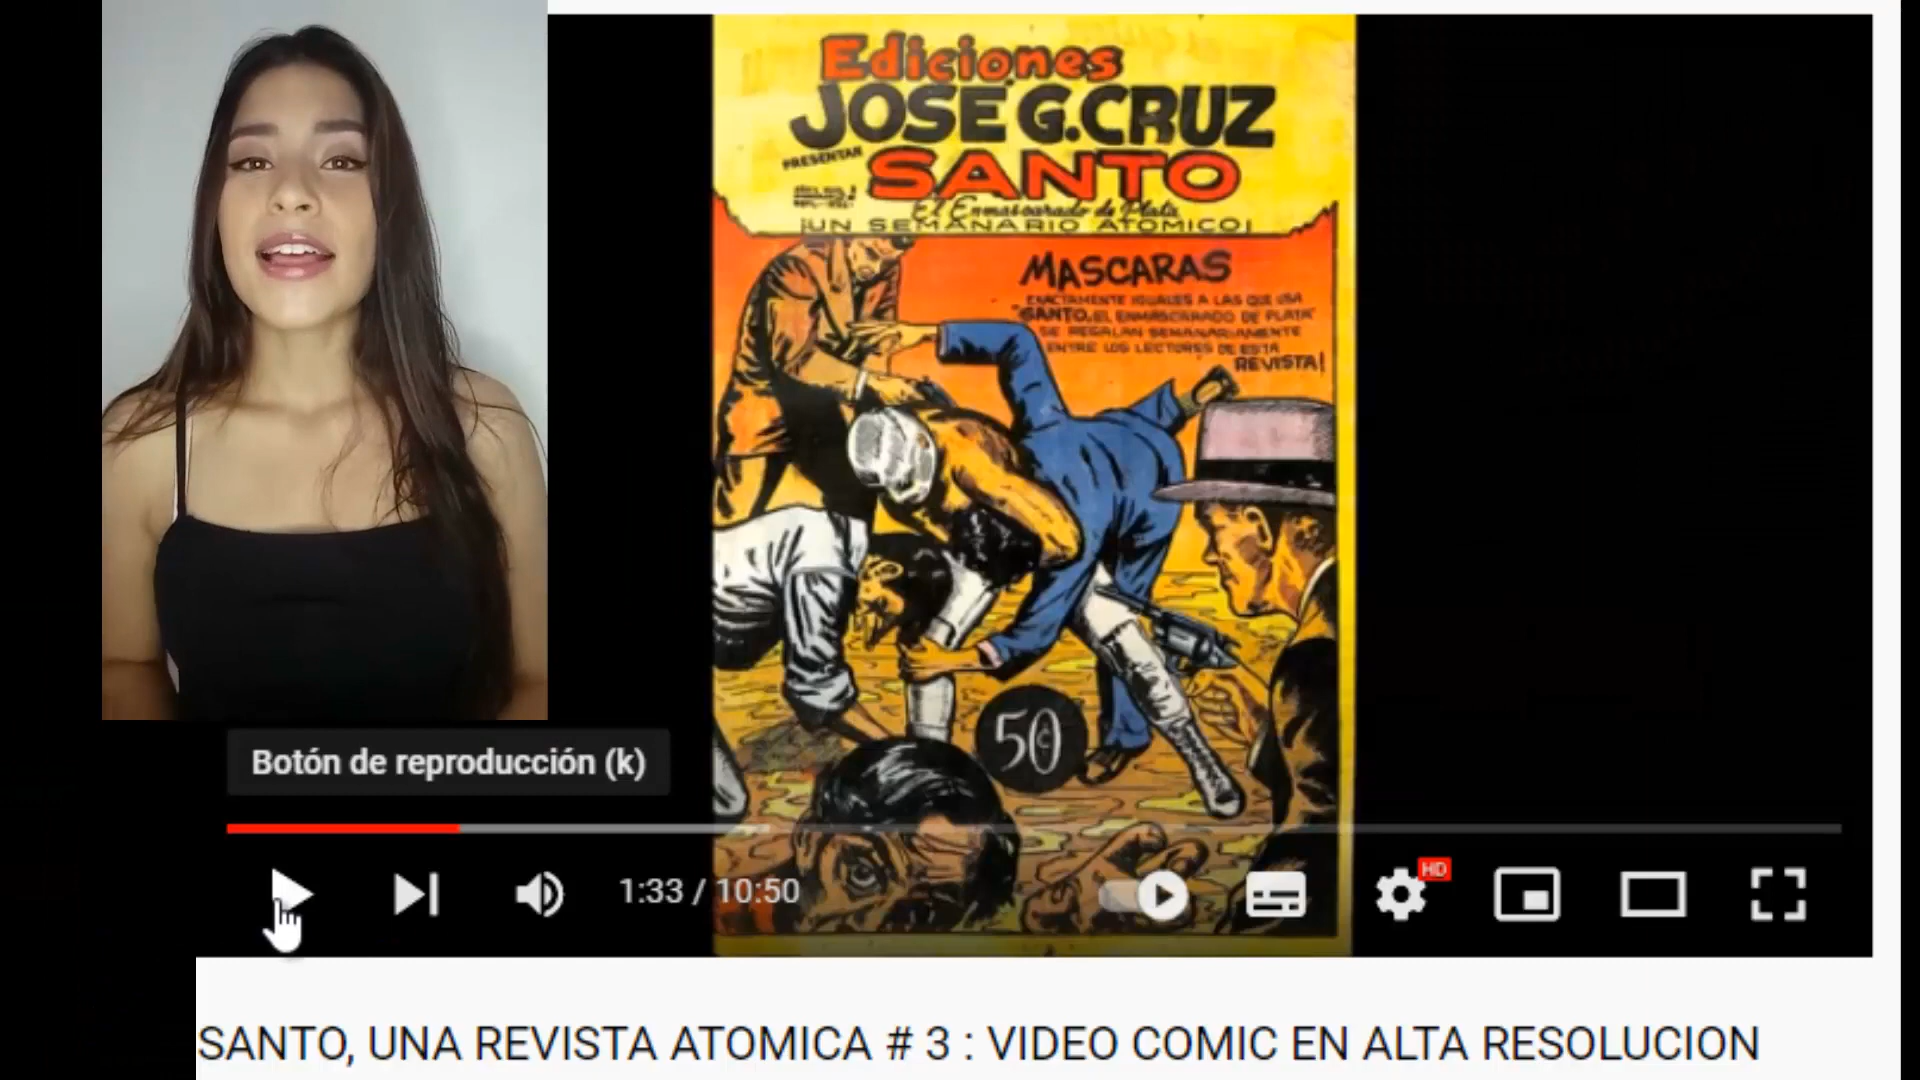 Ediciones
JOSE G. CRUZ
PRESENTAN
SANTO
El Enmascarado de Plata
¡UN SEMANARIO ATOMICO!
MASCARAS
EXACTAMENTE IGUALES A LAS QUE USA
"SANTO, EL ENMASCARADO DE PLATA"
SE REGALAN SEMANARIAMENTE
ENTRE LOS LECTORES DE ESTA
REVISTA!
50¢
Botón de reproducción (k)
1:33 / 10:50
HD
SANTO, UNA REVISTA ATOMICA # 3 : VIDEO COMIC EN ALTA RESOLUCION